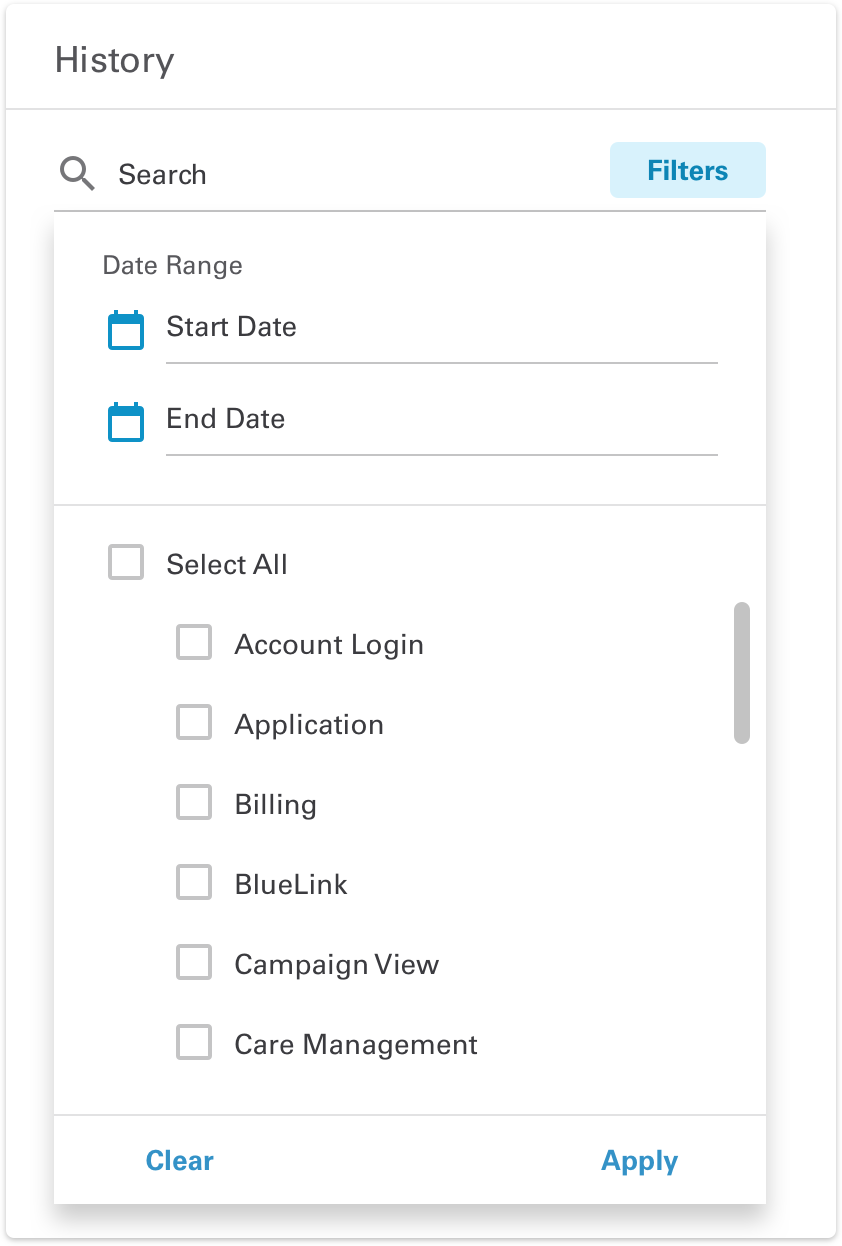 History
Search
Filters
Date Range
Start Date
End Date
Select All
Account Login
Application
Billing
BlueLink
Campaign View
Care Management
Clear
Apply